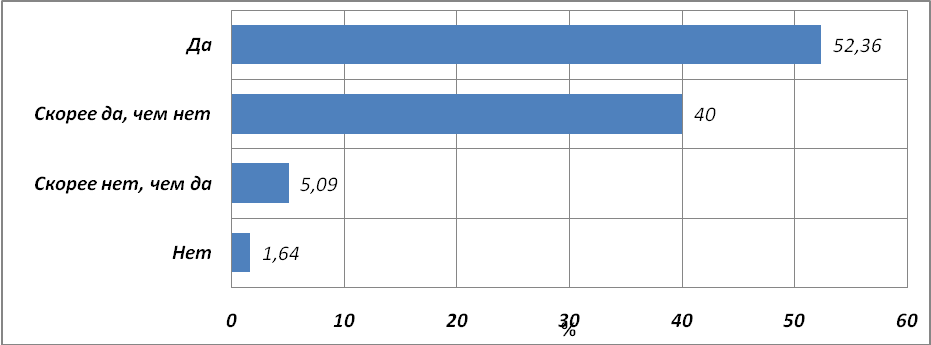 Да
52,36
Скорее да, чем нет
40
Скорее нет, чем да
5,09
Нет
1,64
0 10 20 30 40 50 60
%